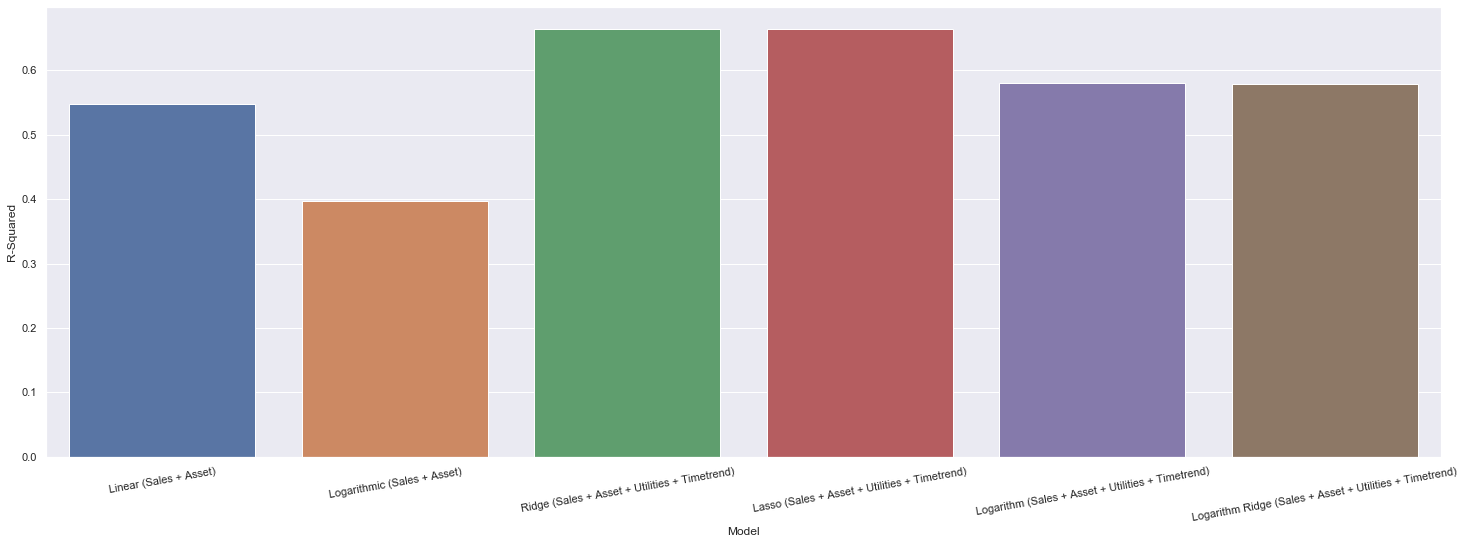 R-Squared
0.6
0.5
0.4
0.3
0.2
0.1
0.0
Linear (Sales + Asset)
Logarithmic (Sales + Asset)
Ridge (Sales + Asset + Utilities + Timetrend)
Lasso (Sales + Asset + Utilities + Timetrend)
Logarithm (Sales + Asset + Utilities + Timetrend)
Logarithm Ridge (Sales + Asset + Utilities + Timetrend)
Model